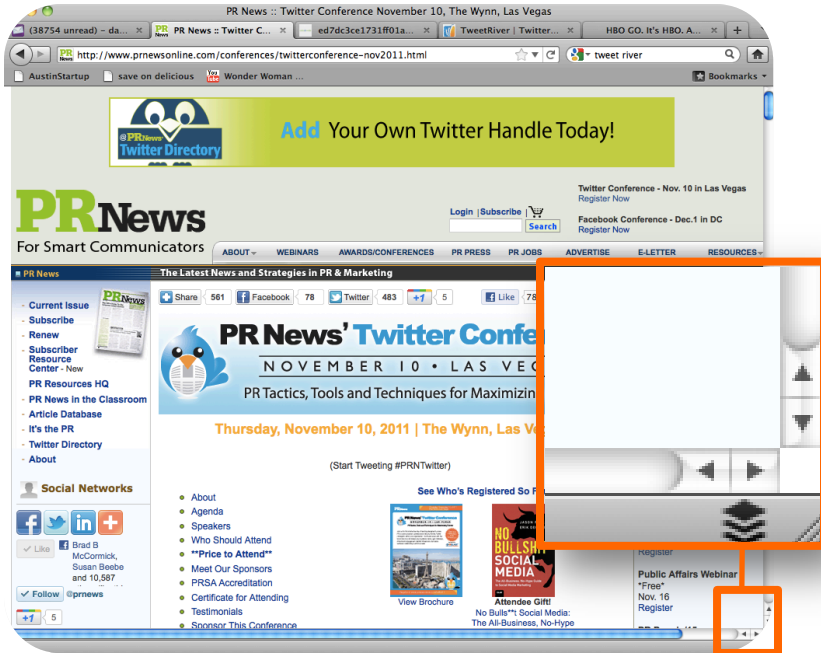 PR News :: Twitter Conference November 10, The Wynn, Las Vegas
(38754 unread) – da...
PR News :: Twitter C...
ed7dc3ce1731ff01a...
TweetRiver | Twitter...
HBO GO. It's HBO. A...
http://www.prnewsonline.com/conferences/twitterconference-nov2011.html
tweet river
AustinStartup
save on delicious
Wonder Woman ...
Bookmarks
@PRNews'
Twitter Directory
Add Your Own Twitter Handle Today!
PRNews
For Smart Communicators
Login |Subscribe |
Search
Twitter Conference - Nov. 10 in Las Vegas
Register Now
Facebook Conference - Dec.1 in DC
Register Now
ABOUT WEBINARS AWARDS/CONFERENCES PR PRESS PR JOBS ADVERTISE E-LETTER RESOURCES
PR News
The Latest News and Strategies in PR & Marketing
Current Issue
Subscribe
Renew
Subscriber
Resource
Center - New
PR Resources HQ
PR News in the Classroom
Article Database
It's the PR
Twitter Directory
About
PRNews
Social Networks
Like
Brad B
McCormick,
Susan Beebe
and 10,587
Follow @prnews
+1 5
Share 561 Facebook 78 Twitter 483 +1 5 Like 78
PR News' Twitter Confe
NOVEMBER 10 • LAS VEG
PR Tactics, Tools and Techniques for Maximizin
Thursday, November 10, 2011 | The Wynn, Las Ve
(Start Tweeting #PRNTwitter)
About
Agenda
Speakers
Who Should Attend
**Price to Attend**
Meet Our Sponsors
PRSA Accreditation
Certificate for Attending
Testimonials
Sponsor This Conference
See Who's Registered So F
View Brochure
NO
BULLSH*T
SOCIAL
MEDIA
Attendee Gift!
No Bulls**t Social Media:
The All-Business, No-Hype
Register
Public Affairs Webinar
*Free*
Nov. 16
Register